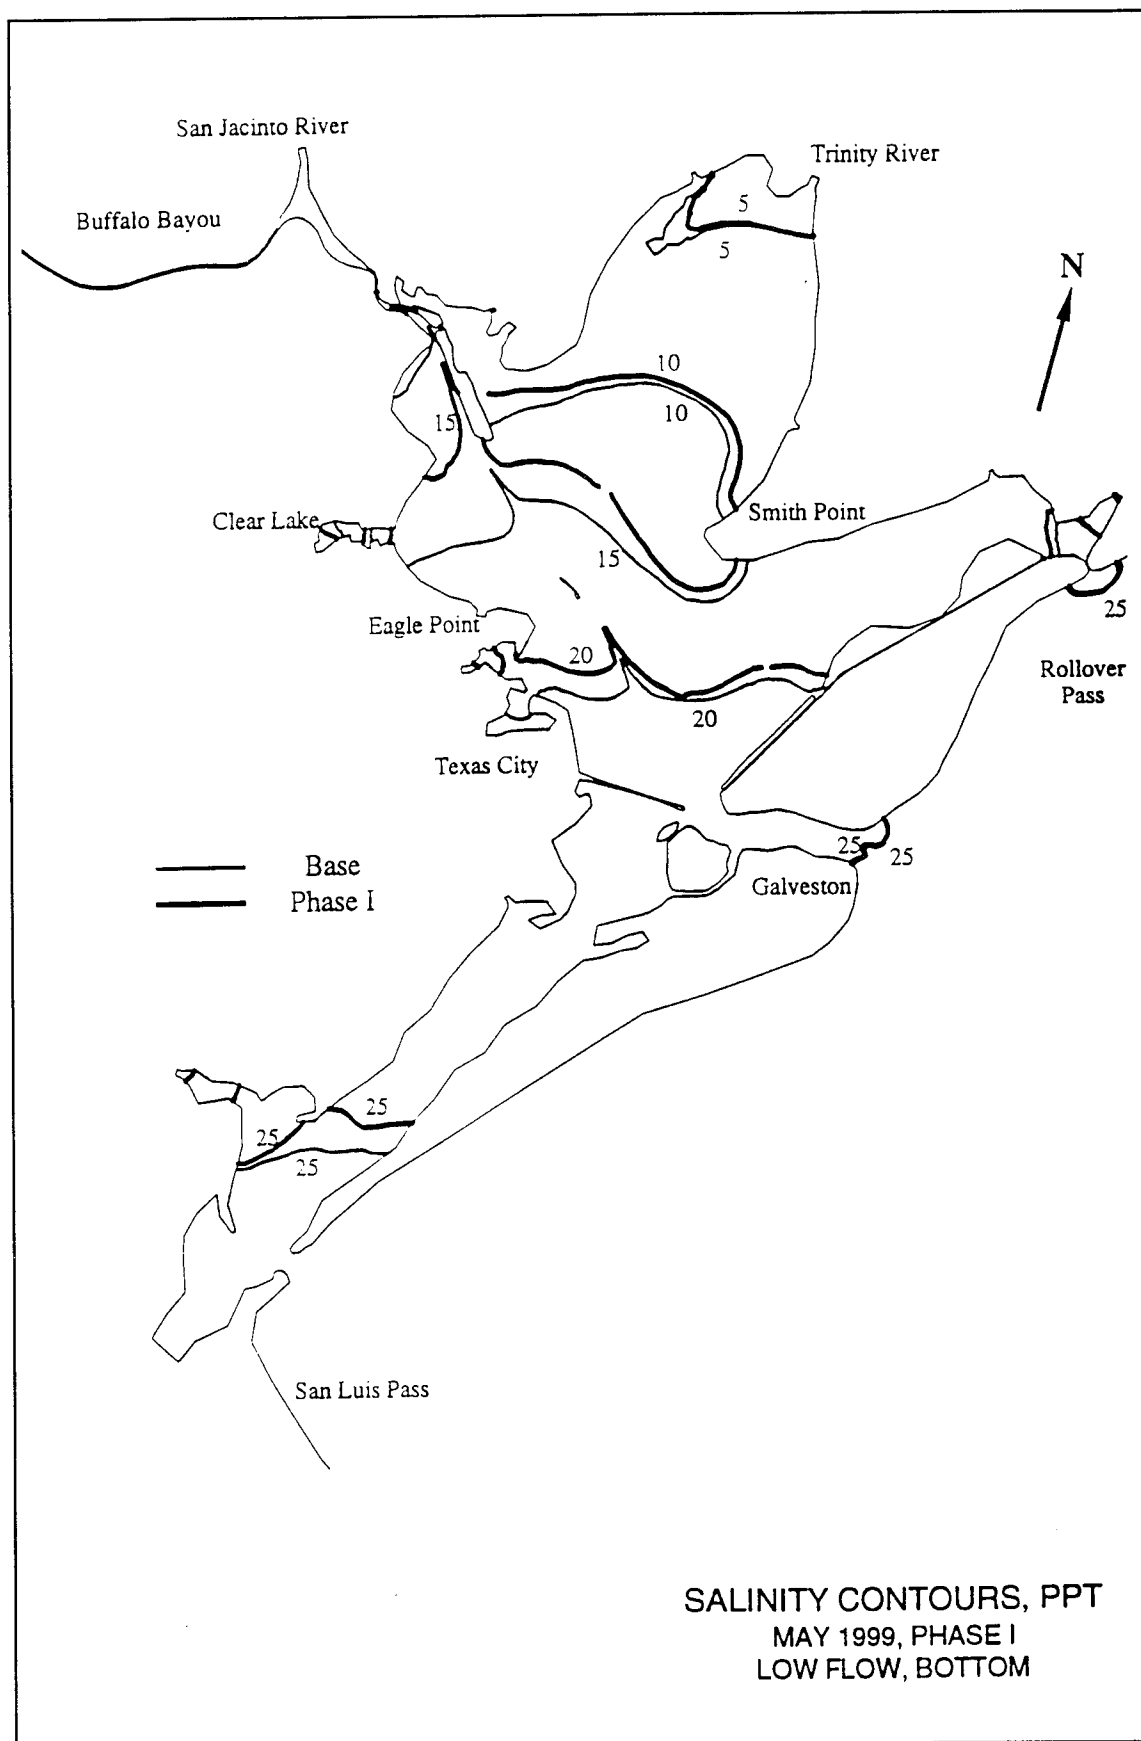 San Jacinto River
Trinity River
Buffalo Bayou
5
5
N
10
10
15
Clear Lake
Smith Point
15
25
Eagle Point
20
Rollover
Pass
20
Texas City
25
25
Base
Galveston
Phase I
25
25
25
San Luis Pass
SALINITY CONTOURS, PPT
MAY 1999, PHASE I
LOW FLOW, BOTTOM